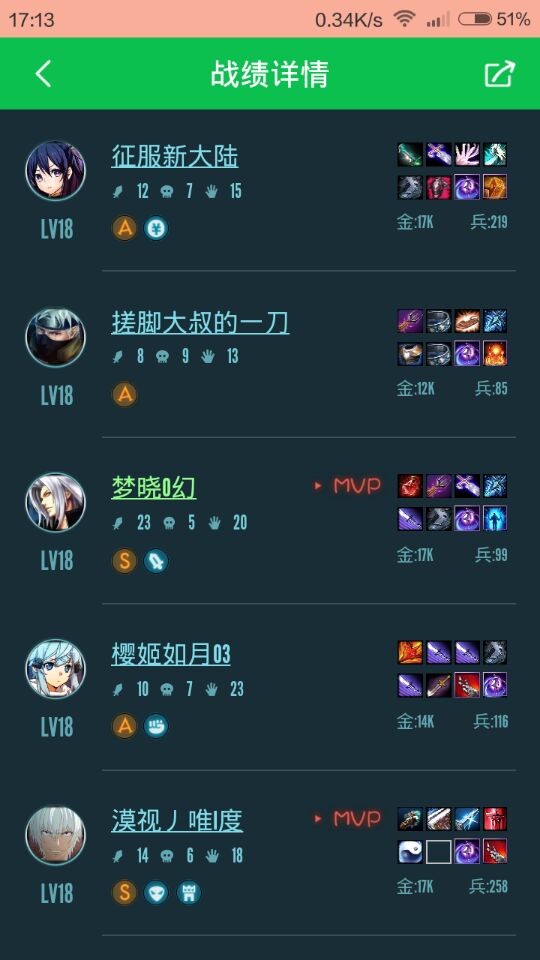 17:13 0.34K/s 51%
战绩详情
征服新大陆
12 7 15
LV18 A ¥ 金:17K 兵:219
搓脚大叔的一刀
8 9 13
LV18 A 金:12K 兵:85
梦晓0幻 MVP
23 5 20
LV18 S 金:17K 兵:99
樱姬如月03
10 7 23
LV18 A 金:14K 兵:116
漠视丿唯I度 MVP
14 6 18
LV18 S 金:17K 兵:258